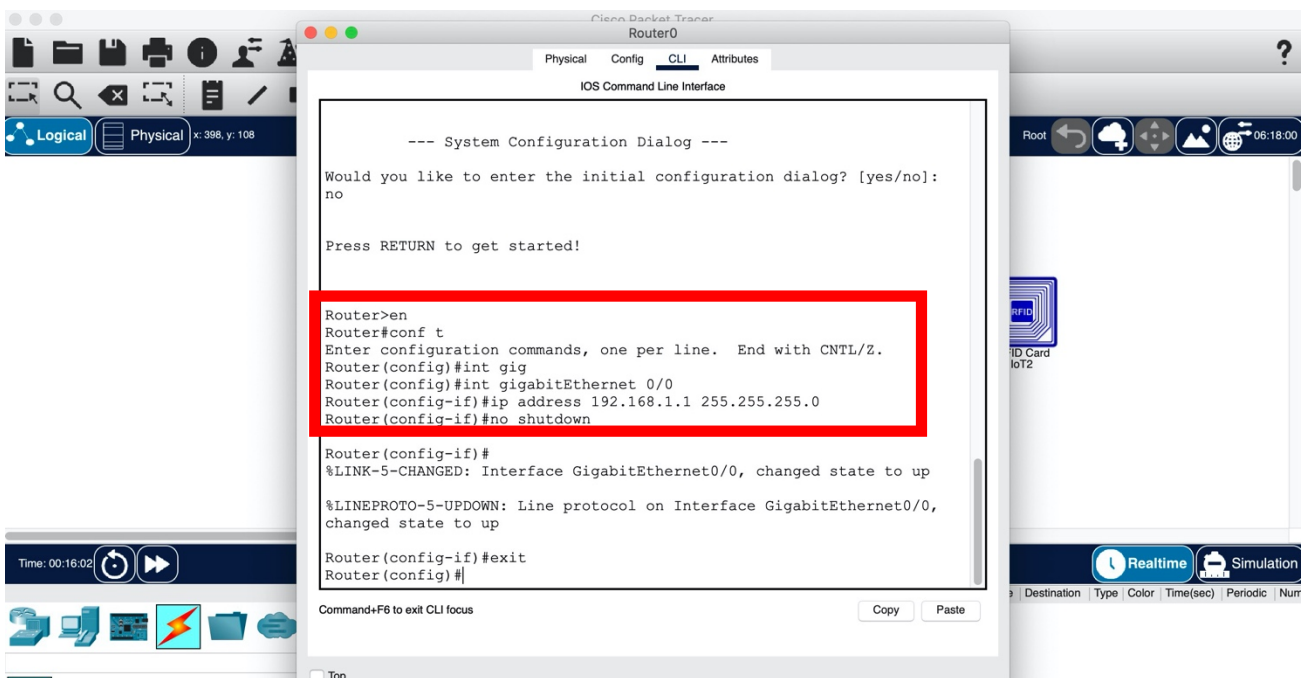 Cisco Packet Tracer
Router0
Physical Config CLI Attributes
IOS Command Line Interface
?
Logical Physical x: 398, y: 108
Root 06:18:00
--- System Configuration Dialog ---
Would you like to enter the initial configuration dialog? [yes/no]:
no
Press RETURN to get started!
Router>en
Router#conf t
Enter configuration commands, one per line.  End with CNTL/Z.
Router(config)#int gig
Router(config)#int gigabitEthernet 0/0
Router(config-if)#ip address 192.168.1.1 255.255.255.0
Router(config-if)#no shutdown
Router(config-if)#
%LINK-5-CHANGED: Interface GigabitEthernet0/0, changed state to up
%LINEPROTO-5-UPDOWN: Line protocol on Interface GigabitEthernet0/0,
changed state to up
Router(config-if)#exit
Router(config)#
RFID
ID Card
IoT2
Time: 00:16:02
Realtime Simulation
Destination Type Color Time(sec) Periodic Num
Command+F6 to exit CLI focus
Copy Paste
Top